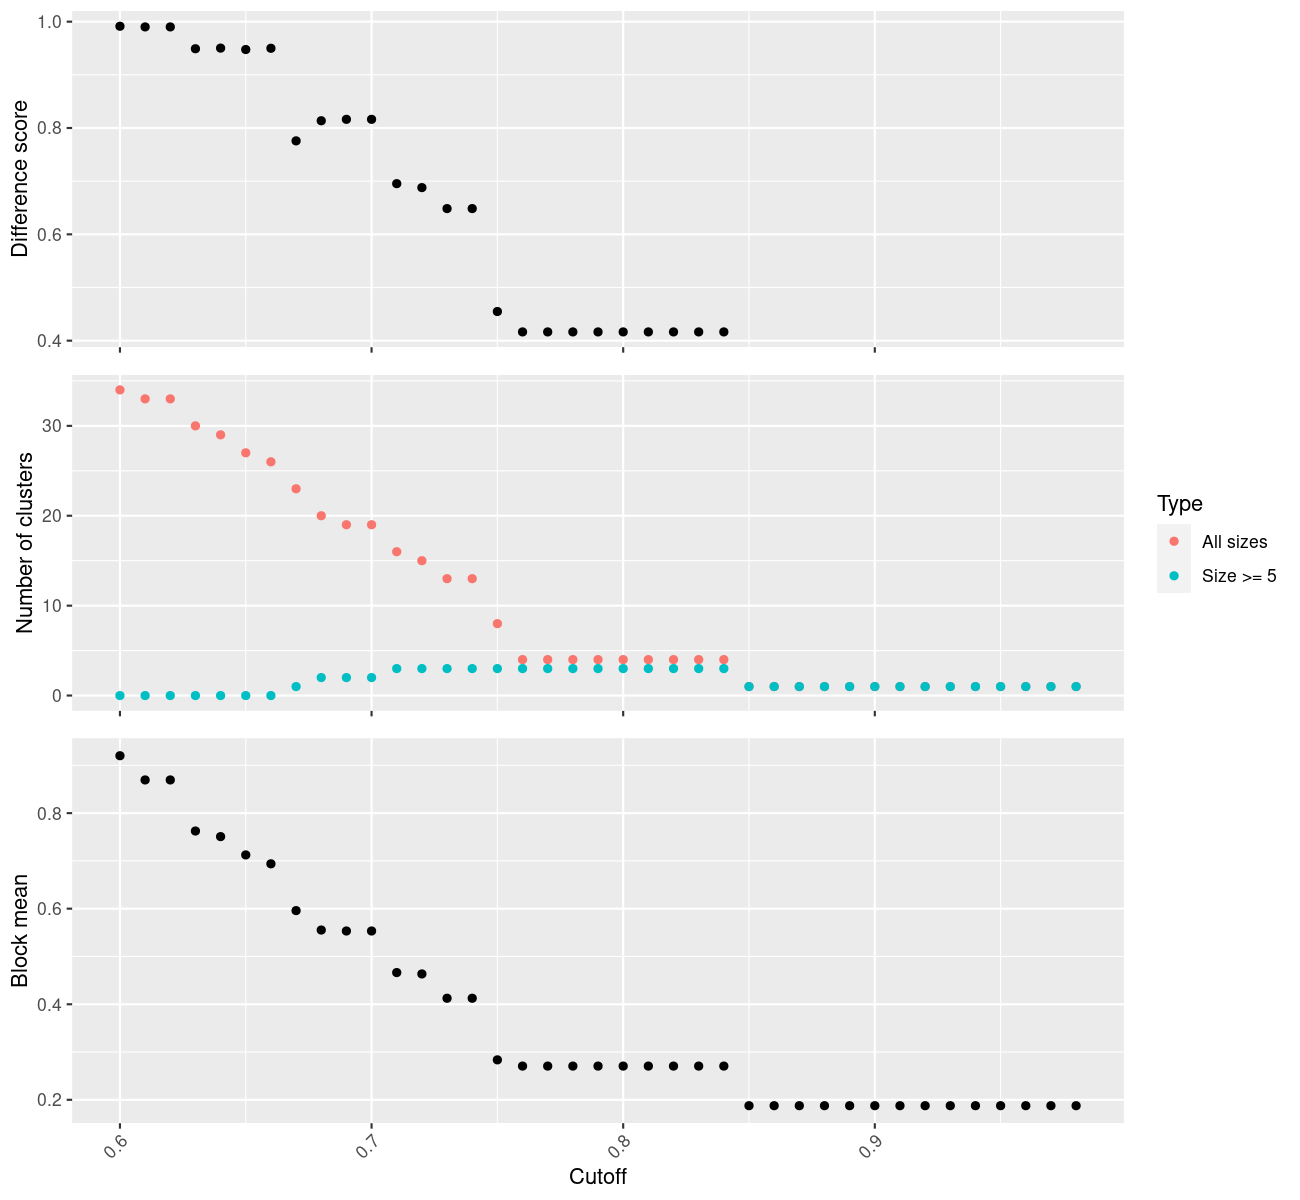 Difference score
1.0
0.8
0.6
0.4
Number of clusters
30
20
10
0
Type
All sizes
Size >= 5
Block mean
0.8
0.6
0.4
0.2
0.6 0.7 0.8 0.9
Cutoff